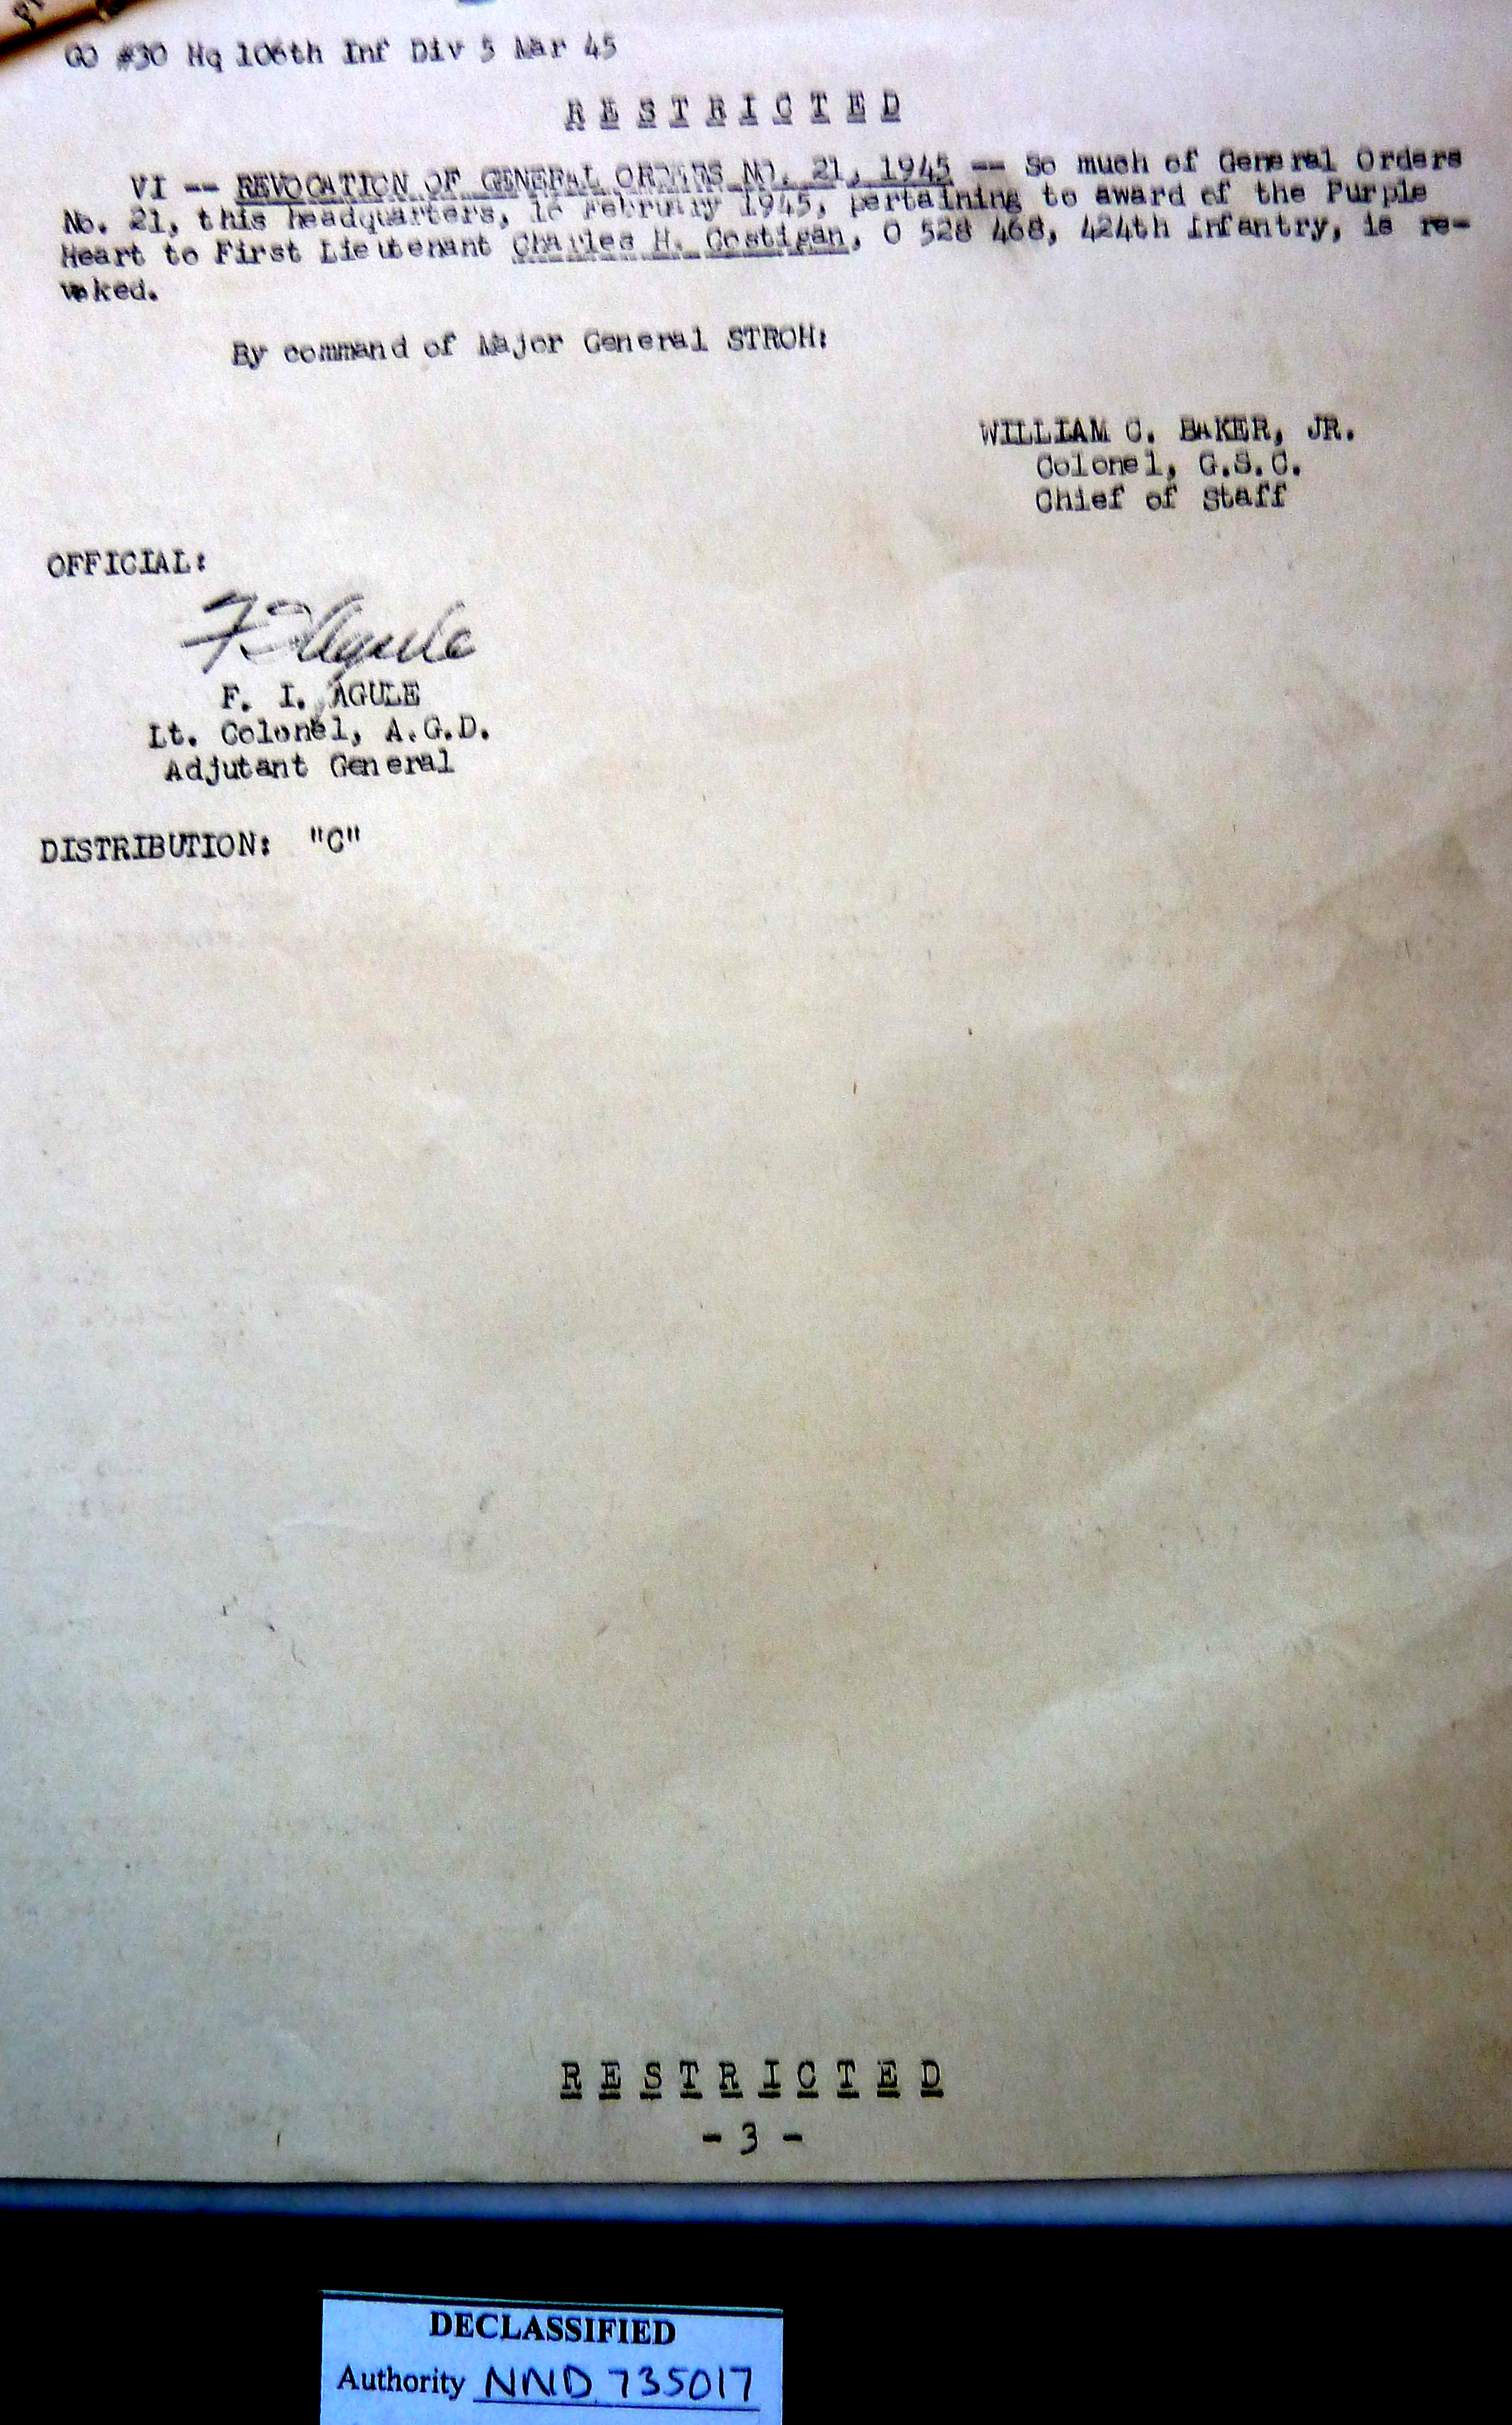 GO #30 Hq 106th Inf Div 5 Mar 45
R E S T R I C T E D
VI -- REVOCATION OF GENERAL ORDERS NO. 21, 1945 -- So much of General Orders
No. 21, this headquarters, 16 February 1945, pertaining to award of the Purple
Heart to First Lieutenant Charles H. Costigan, O 528 468, 424th Infantry, is re-
voked.
By command of Major General STROH:
WILLIAM C. BAKER, JR.
Colonel, G.S.C.
Chief of Staff
OFFICIAL:
F I Agule
F. I. AGULE
Lt. Colonel, A.G.D.
Adjutant General
DISTRIBUTION: "C"
R E S T R I C T E D
- 3 -
DECLASSIFIED
Authority NND 735017